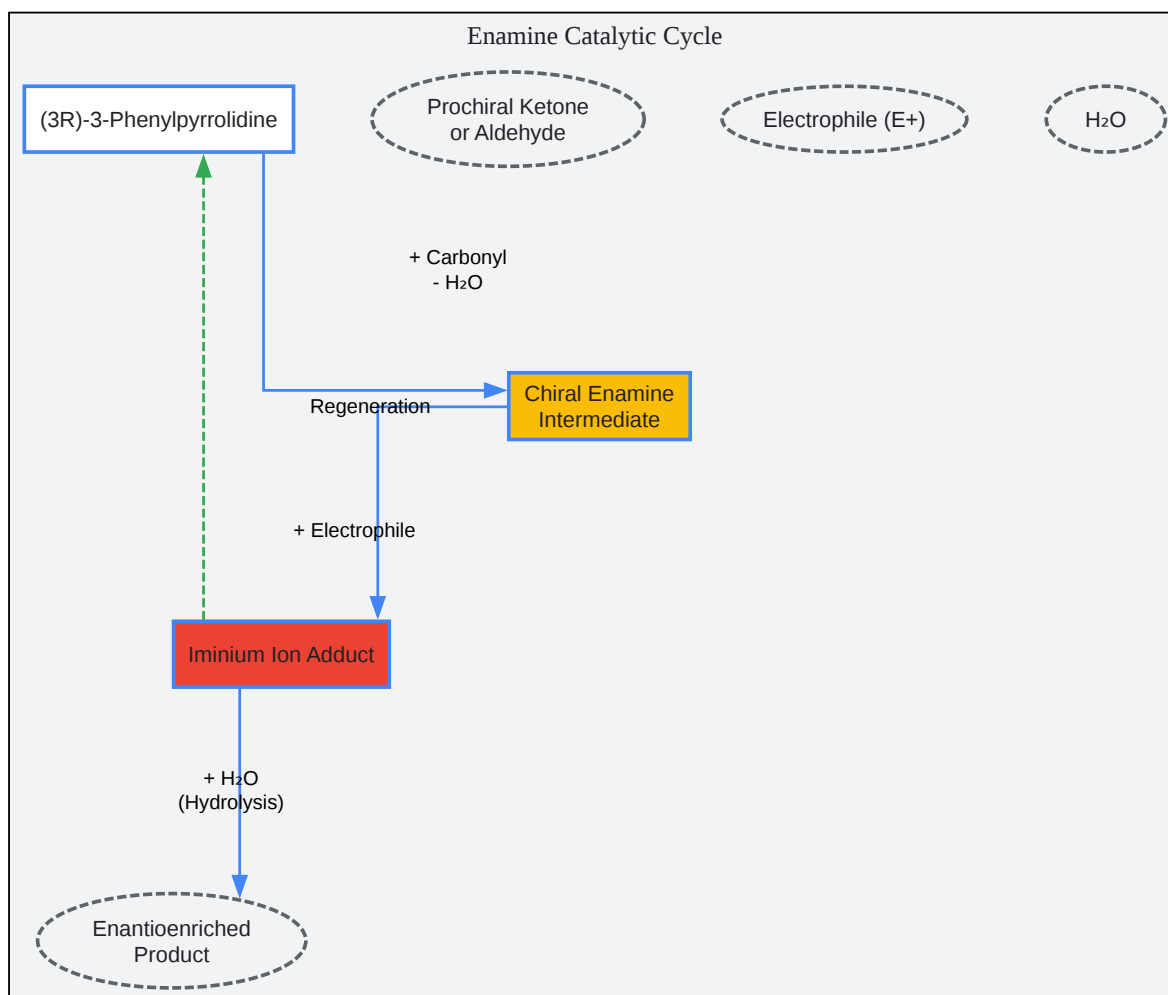 Enamine Catalytic Cycle
(3R)-3-Phenylpyrrolidine
Prochiral Ketone
or Aldehyde
Electrophile (E+)
H₂O
+ Carbonyl
- H₂O
Chiral Enamine
Intermediate
Regeneration
+ Electrophile
Iminium Ion Adduct
+ H₂O
(Hydrolysis)
Enantioenriched
Product